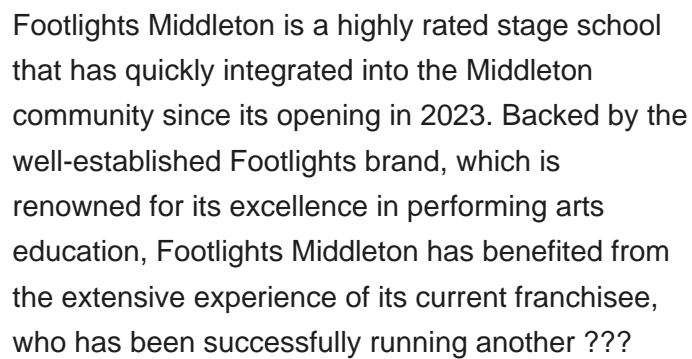 Footlights Middleton is a highly rated stage school
that has quickly integrated into the Middleton
community since its opening in 2023. Backed by the
well-established Footlights brand, which is
renowned for its excellence in performing arts
education, Footlights Middleton has benefited from
the extensive experience of its current franchisee,
who has been successfully running another ???